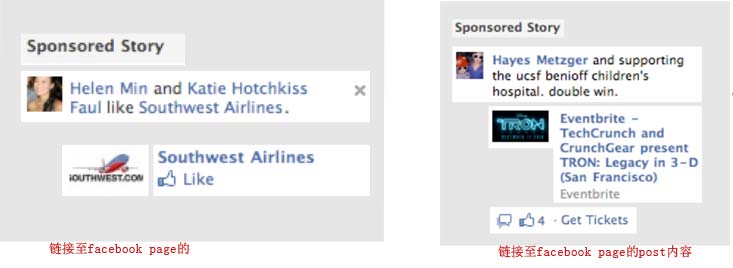 Sponsored Story
Helen Min and Katie Hotchkiss
Faul like Southwest Airlines.
SOUTHWEST.COM
Southwest Airlines
Like
链接至facebook page的
Sponsored Story
Hayes Metzger and supporting
the ucsf benioff children's
hospital. double win.
TRON
Eventbrite -
TechCrunch and
CrunchGear present
TRON: Legacy in 3-D
(San Francisco)
Eventbrite
4 · Get Tickets
链接至facebook page的post内容